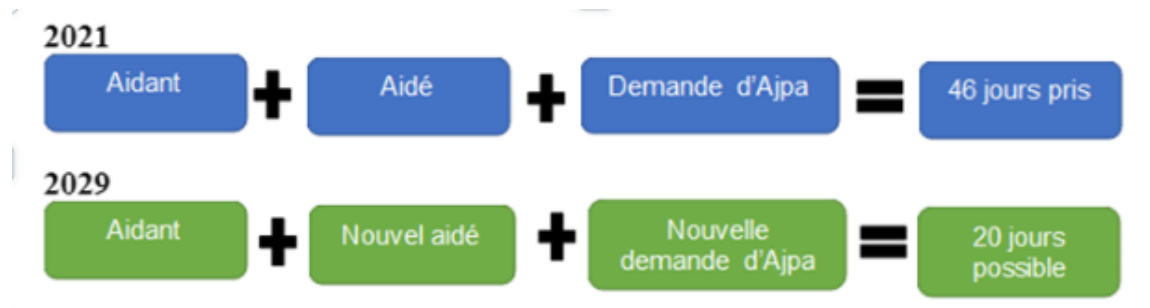 2021
Aidant + Aidé + Demande d'Ajpa = 46 jours pris
2029
Aidant + Nouvel aidé + Nouvelle demande d'Ajpa = 20 jours possible